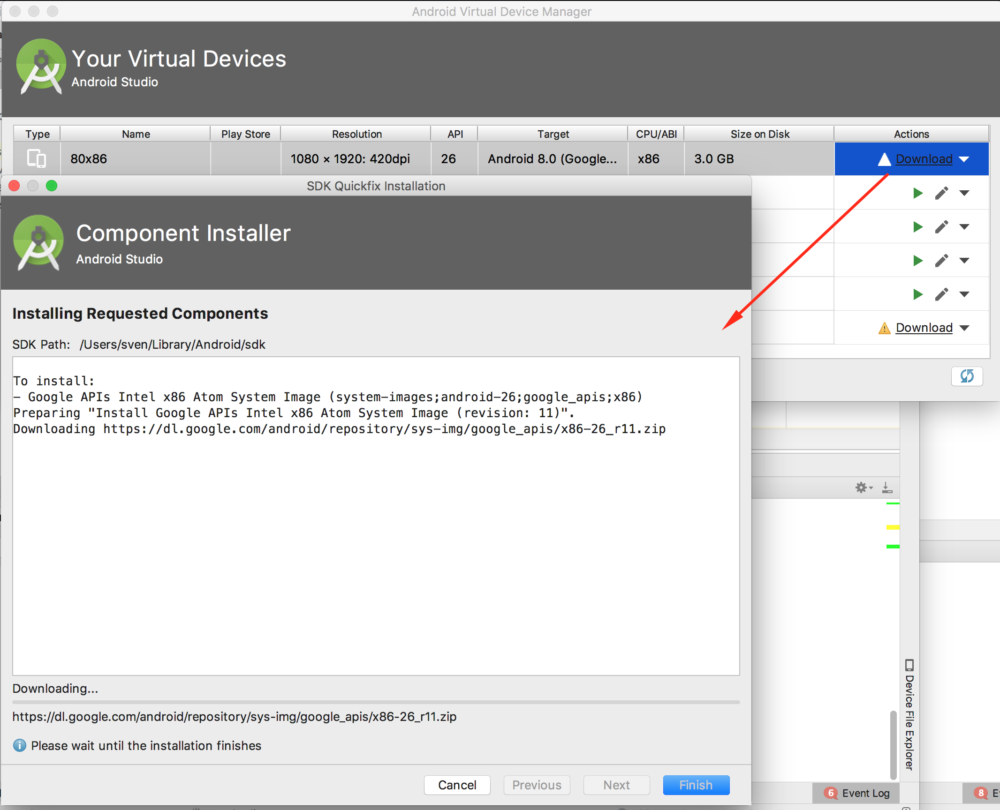 Android Virtual Device Manager
Your Virtual Devices
Android Studio
Type Name Play Store Resolution API Target CPU/ABI Size on Disk Actions
80x86 1080 × 1920: 420dpi 26 Android 8.0 (Google... x86 3.0 GB Download
SDK Quickfix Installation
Component Installer
Android Studio
Installing Requested Components
Download
SDK Path: /Users/sven/Library/Android/sdk
To install:
- Google APIs Intel x86 Atom System Image (system-images;android-26;google_apis;x86)
Preparing "Install Google APIs Intel x86 Atom System Image (revision: 11)".
Downloading https://dl.google.com/android/repository/sys-img/google_apis/x86-26_r11.zip
Downloading...
https://dl.google.com/android/repository/sys-img/google_apis/x86-26_r11.zip
Please wait until the installation finishes
Device File Explorer
Cancel Previous Next Finish
6 Event Log 8